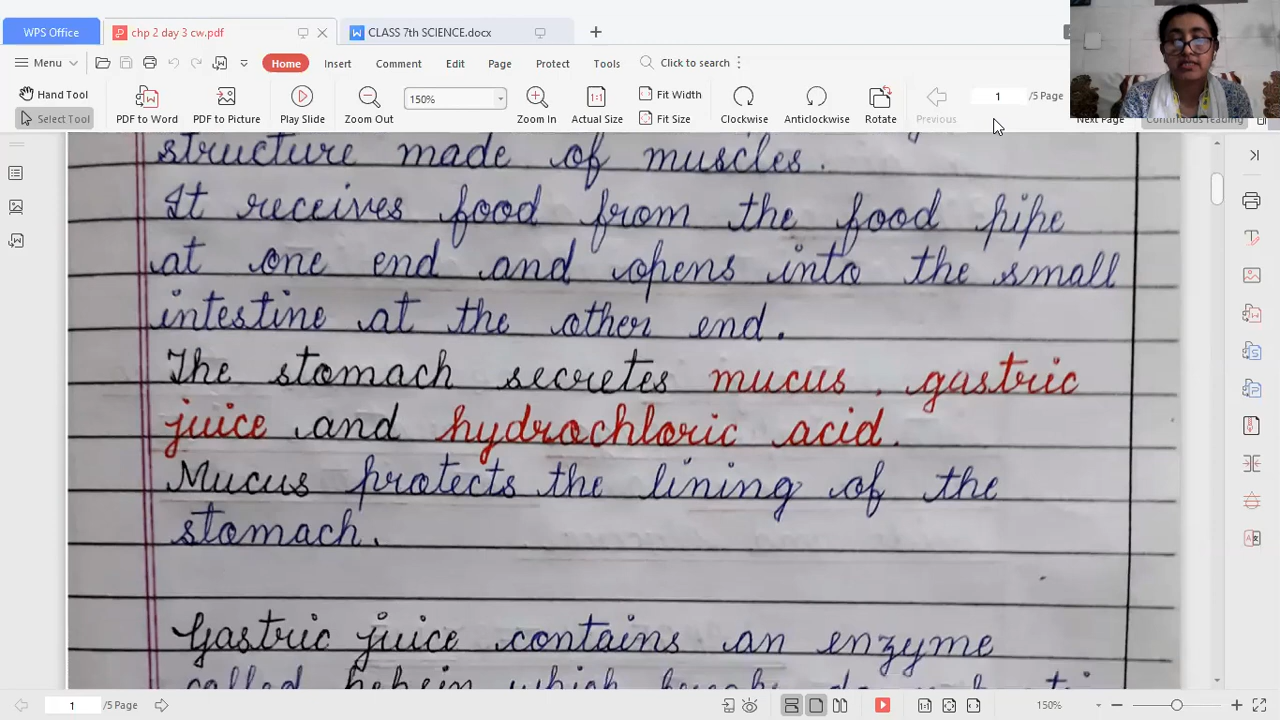 WPS Office
chp 2 day 3 cw.pdf
CLASS 7th SCIENCE.docx
Menu
Home
Insert
Comment
Edit
Page
Protect
Tools
Click to search
Hand Tool
Select Tool
PDF to Word
PDF to Picture
Play Slide
Zoom Out
150%
Zoom In
Actual Size
Fit Width
Fit Size
Clockwise
Anticlockwise
Rotate
Previous
1 /5 Page
Next Page
Continuous reading
structure made of muscles.
It receives food from the food pipe
at one end and opens into the small
intestine at the other end.
The stomach secretes mucus, gastric
juice and hydrochloric acid.
Mucus protects the lining of the
stomach.
Gastric juice contains an enzyme
called pepsin which
1 /5 Page
150%